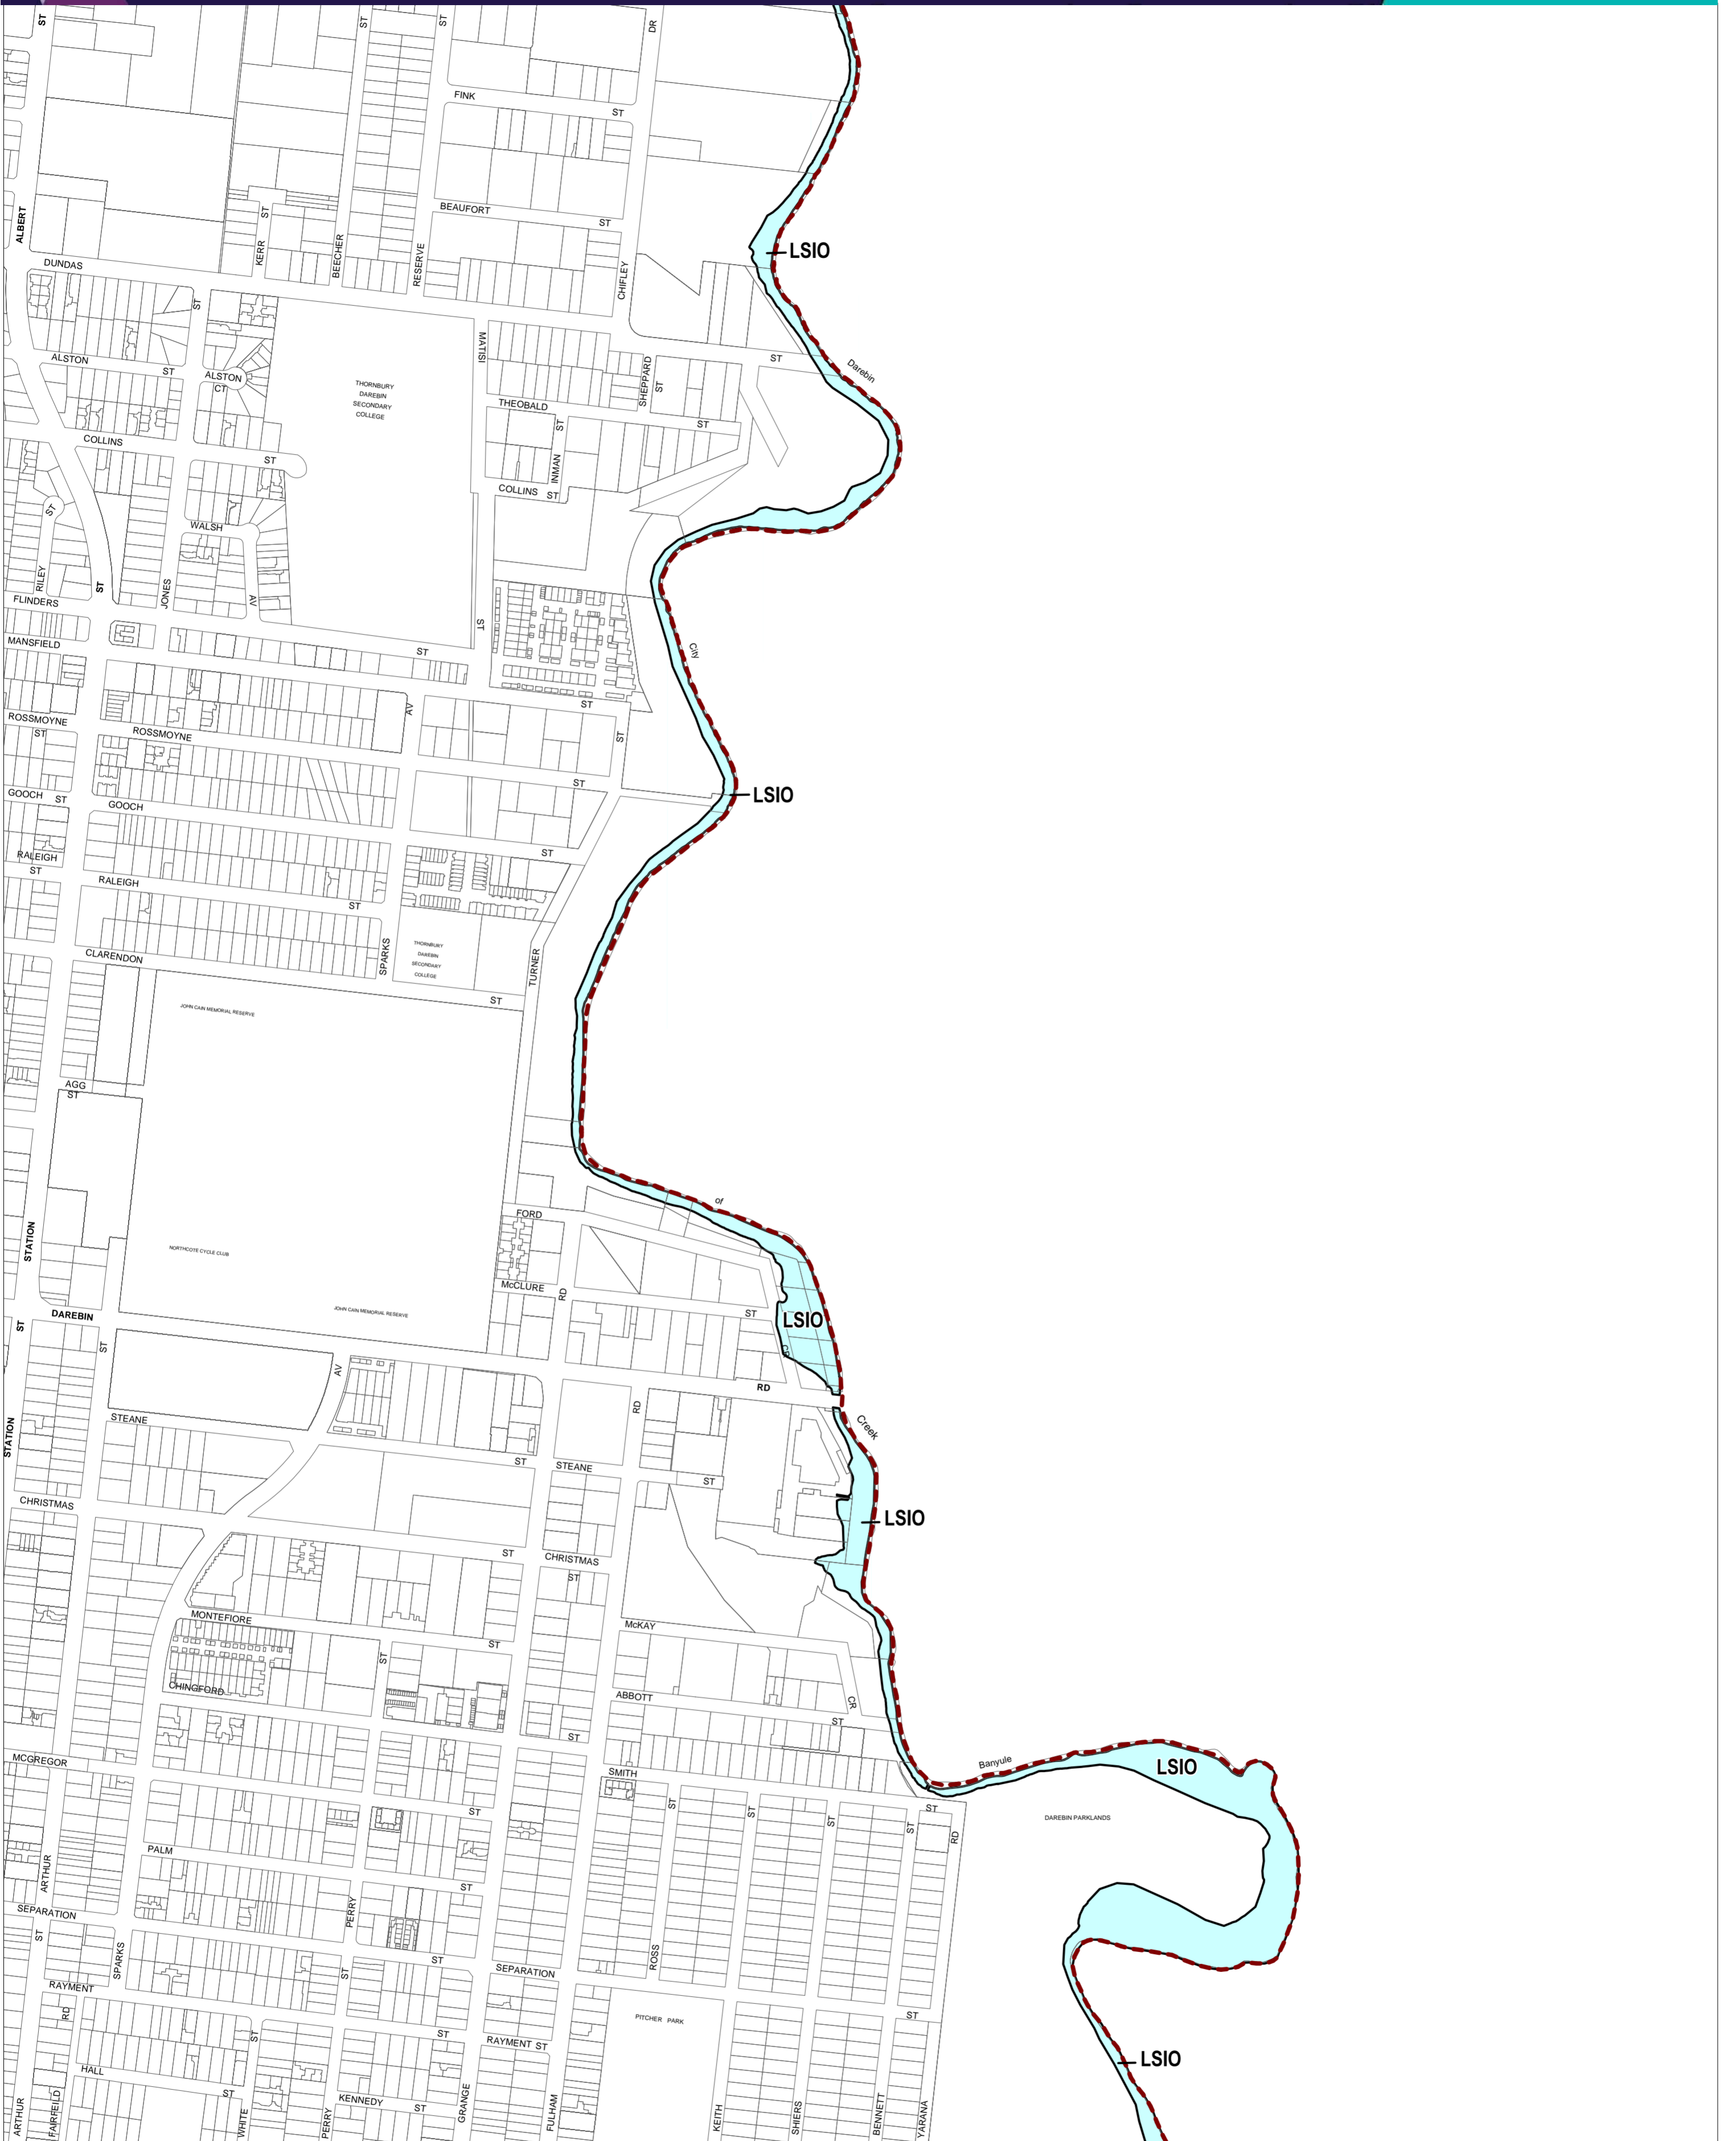 ST
ST
ST
DR
FINK
ST
BEAUFORT
ST
ALBERT
ST
KERR
BEECHER
RESERVE
CHIFLEY
LSIO
DUNDAS
ST
MATISI
ST
Darebin
ALSTON
ST
ALSTON
CT
SHEPPARD
ST
THORNBURY
DAREBIN
SECONDARY
COLLEGE
THEOBALD
ST
ST
COLLINS
ST
INMAN
COLLINS ST
ST
WALSH
RILEY
ST
JONES
AV
FLINDERS
ST
MANSFIELD
ST
City
ST
AV
ROSSMOYNE
ST
ROSSMOYNE
ST
ST
LSIO
GOOCH ST
GOOCH
ST
RALEIGH
ST
RALEIGH
ST
CLARENDON
SPARKS
THORNBURY
DAREBIN
SECONDARY
COLLEGE
TURNER
ST
JOHN CAIN MEMORIAL RESERVE
AGG
ST
of
FORD
STATION
NORTHCOTE CYCLE CLUB
McCLURE
RD
JOHN CAIN MEMORIAL RESERVE
ST
LSIO
DAREBIN
ST
ST
CR
AV
RD
RD
STEANE
STATION
Creek
ST
STEANE
ST
CHRISTMAS
LSIO
ST
CHRISTMAS
ST
MONTEFIORE
ST
McKAY
ST
CHINGFORD
ABBOTT
CR
ST
ST
MCGREGOR
Banyule
LSIO
SMITH
ST
ST
ST
ST
ST
ST
RD
DAREBIN PARKLANDS
PALM
ARTHUR
ST
PERRY
SEPARATION
ST
SPARKS
ST
ROSS
ST
SEPARATION
RAYMENT
RD
ST
PITCHER PARK
ST
ST
RAYMENT ST
LSIO
HALL
ST
KENNEDY
ST
ARTHUR
FAIRFEILD
WHITE
PERRY
GRANGE
FULHAM
KEITH
SHIERS
BENNETT
YARANA